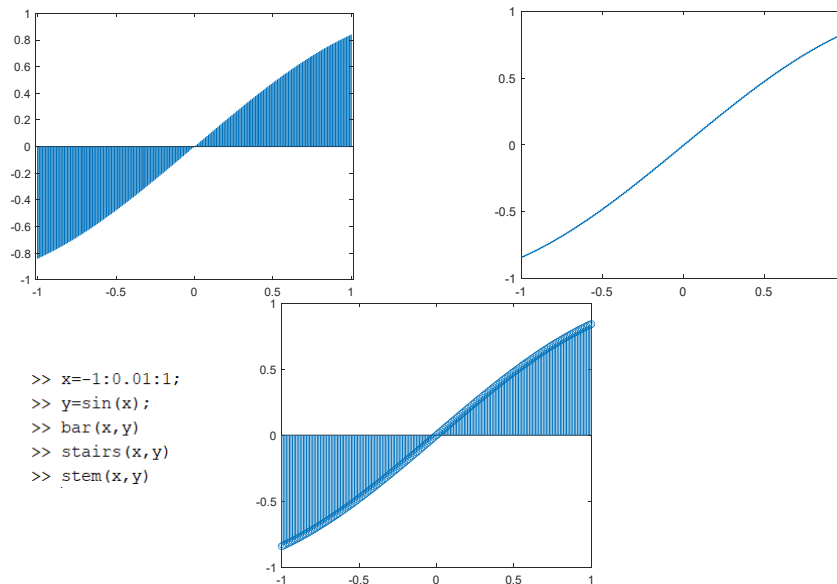 1
0.8
0.6
0.4
0.2
0
-0.2
-0.4
-0.6
-0.8
-1
-1 -0.5 0 0.5 1
1
0.5
0
-0.5
-1
-1 -0.5 0 0.5
1
0.5
0
-0.5
-1
-1 -0.5 0 0.5 1
>> x=-1:0.01:1;
>> y=sin(x);
>> bar(x,y)
>> stairs(x,y)
>> stem(x,y)